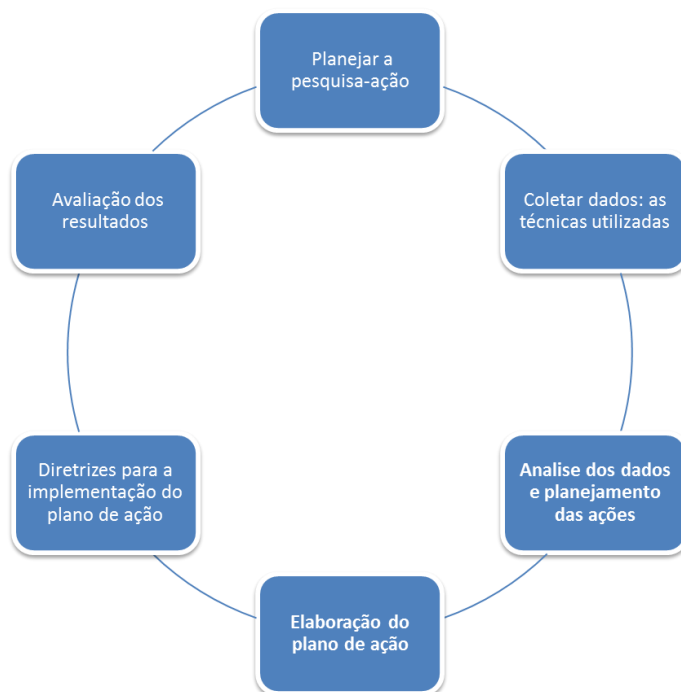 Planejar a
pesquisa-ação
Coletar dados: as
técnicas utilizadas
Analise dos dados
e planejamento
das ações
Elaboração do
plano de ação
Diretrizes para a
implementação do
plano de ação
Avaliação dos
resultados